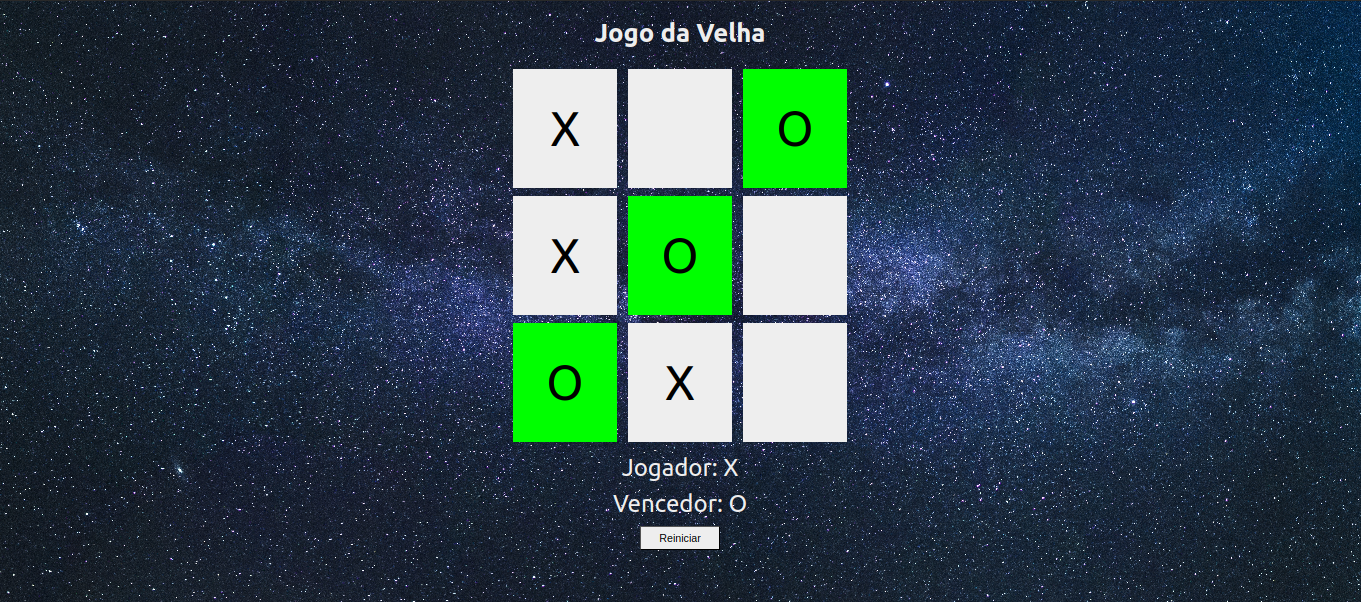 Jogo da Velha
X O
X O
O X
Jogador: X
Vencedor: O
Reiniciar